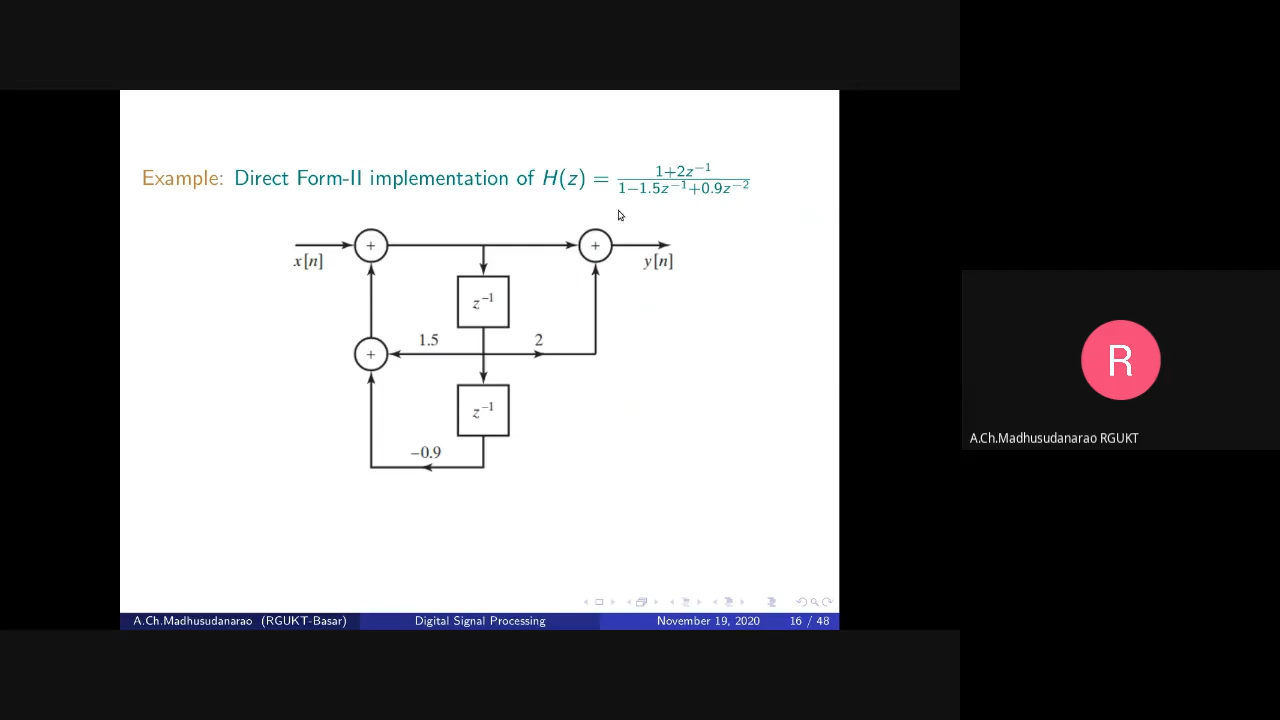 Example: Direct Form-II implementation of H(z) = \frac{1+2z^{-1}}{1-1.5z^{-1}+0.9z^{-2}}
+
+
x[n]
y[n]
z^{-1}
1.5
2
+
z^{-1}
-0.9
R
A.Ch.Madhusudanarao RGUKT
A.Ch.Madhusudanarao (RGUKT-Basar)
Digital Signal Processing
November 19, 2020
16 / 48